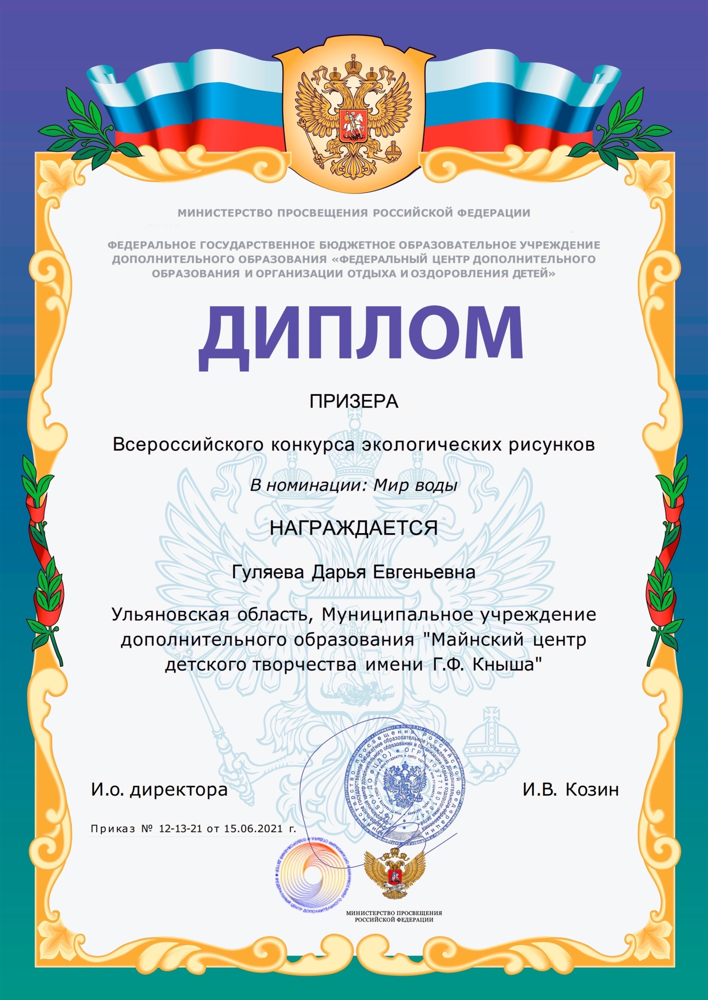 МИНИСТЕРСТВО ПРОСВЕЩЕНИЯ РОССИЙСКОЙ ФЕДЕРАЦИИ
ФЕДЕРАЛЬНОЕ ГОСУДАРСТВЕННОЕ БЮДЖЕТНОЕ ОБРАЗОВАТЕЛЬНОЕ УЧРЕЖДЕНИЕ
ДОПОЛНИТЕЛЬНОГО ОБРАЗОВАНИЯ «ФЕДЕРАЛЬНЫЙ ЦЕНТР ДОПОЛНИТЕЛЬНОГО
ОБРАЗОВАНИЯ И ОРГАНИЗАЦИИ ОТДЫХА И ОЗДОРОВЛЕНИЯ ДЕТЕЙ»
ДИПЛОМ
ПРИЗЕРА
Всероссийского конкурса экологических рисунков
В номинации: Мир воды
НАГРАЖДАЕТСЯ
Гуляева Дарья Евгеньевна
Ульяновская область, Муниципальное учреждение
дополнительного образования "Майнский центр
детского творчества имени Г.Ф. Кныша"
И.о. директора
И.В. Козин
Приказ № 12-13-21 от 15.06.2021 г.
МИНИСТЕРСТВО ПРОСВЕЩЕНИЯ
РОССИЙСКОЙ ФЕДЕРАЦИИ